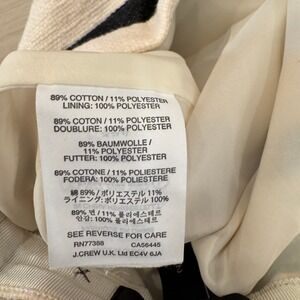 89% COTTON / 11% POLYESTER
LINING: 100% POLYESTER
89% COTON / 11% POLYESTER
DOUBLURE: 100% POLYESTER
89% BAUMWOLLE /
11% POLYESTER
FUTTER: 100% POLYESTER
89% COTONE / 11% POLIESTERE
FODERA: 100% POLIESTERE
綿 89% / ポリエステル 11%
ライニング: ポリエステル 100%
89% 면 / 11% 폴리에스테르
안감: 100% 폴리에스테르
SEE REVERSE FOR CARE
RN77388 CA56445
J.CREW U.K. Ltd EC4V 6JA